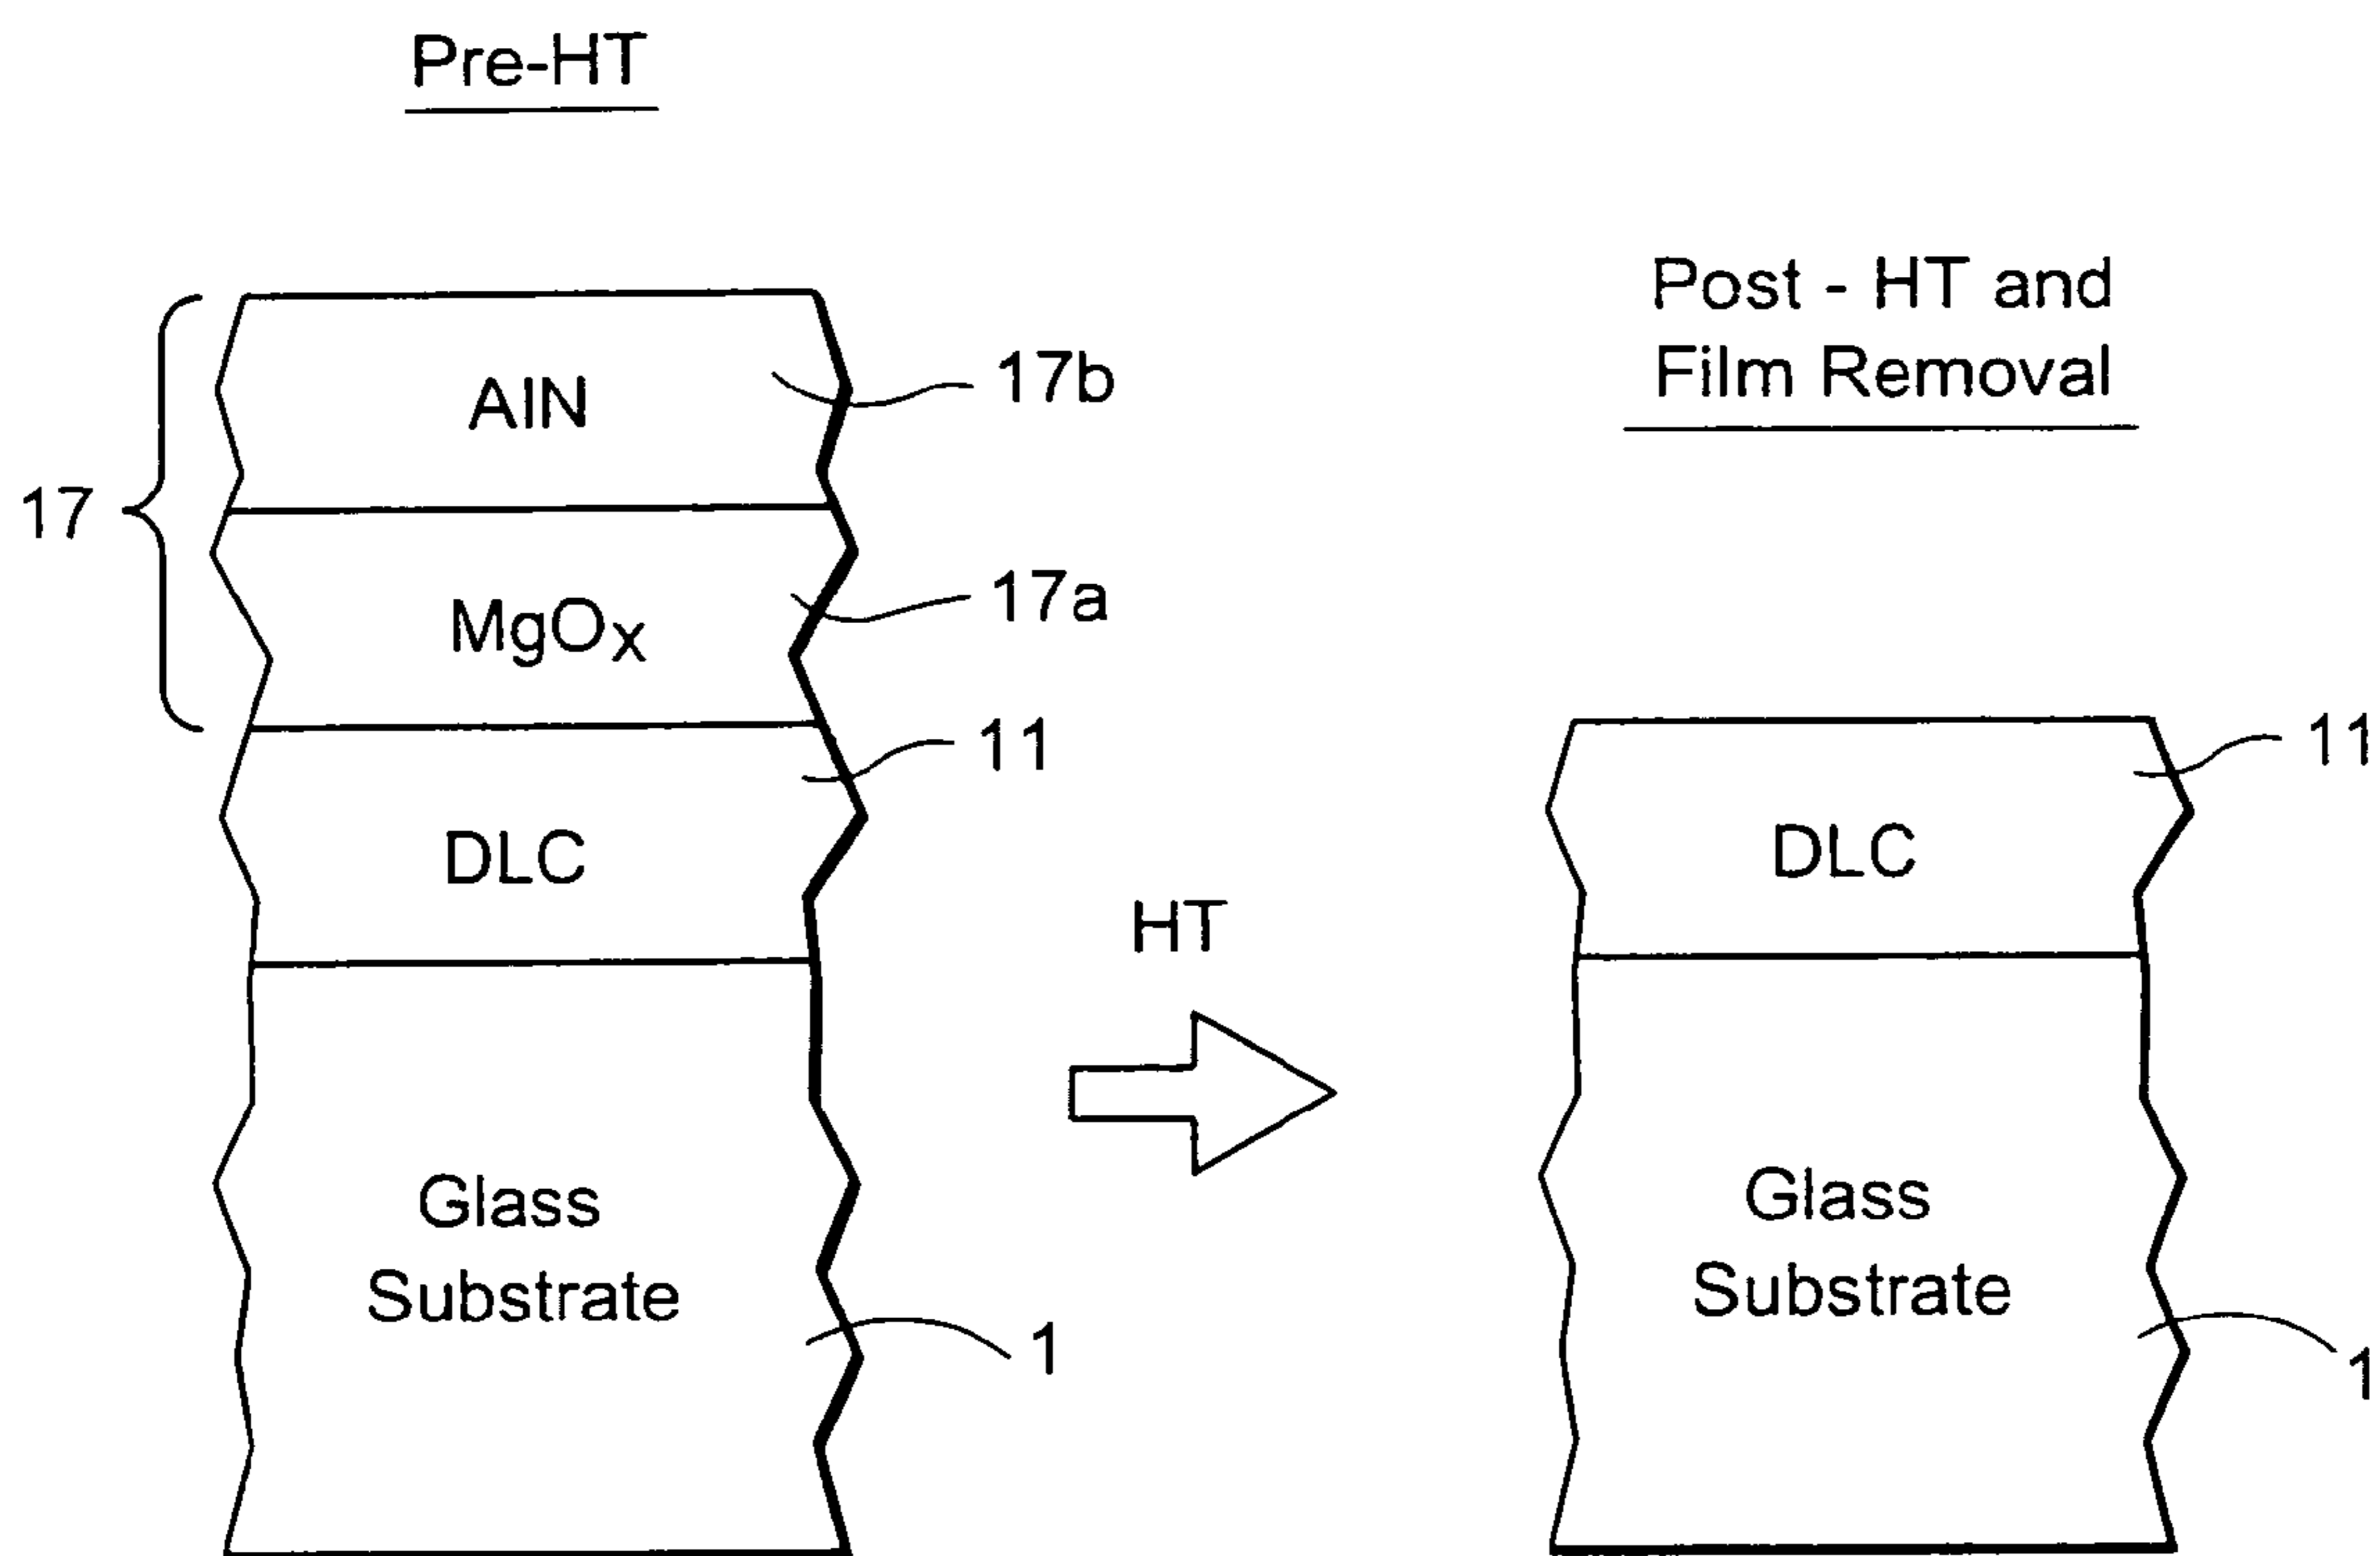 Pre-HT
17
AlN
17b
MgOx
17a
11
DLC
Glass
Substrate
1
HT
Post - HT and
Film Removal
11
DLC
Glass
Substrate
1